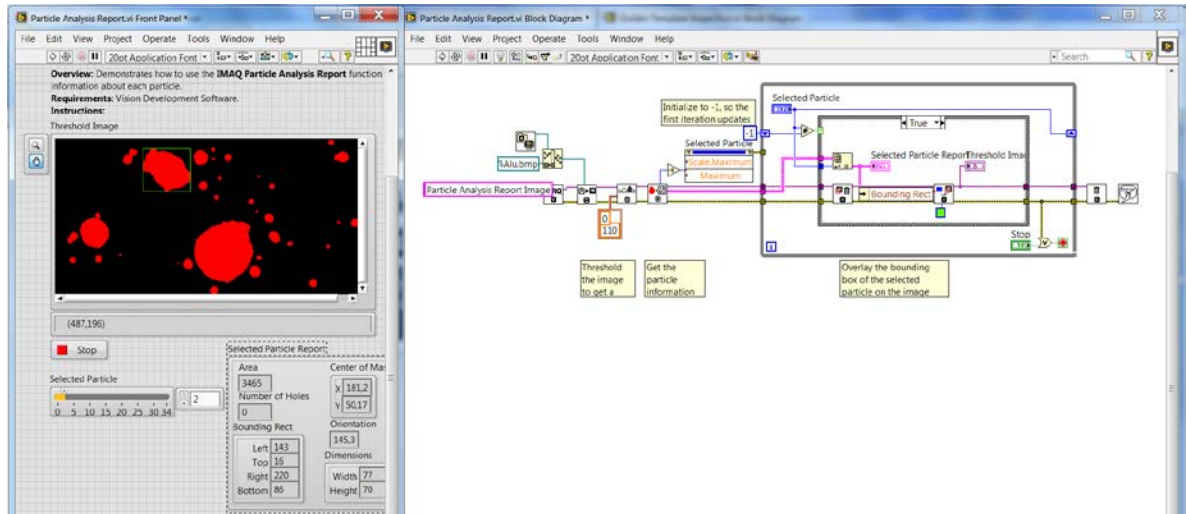 Particle Analysis Report.vi Front Panel *
File Edit View Project Operate Tools Window Help
20pt Application Font
Overview: Demonstrates how to use the IMAQ Particle Analysis Report function
information about each particle.
Requirements: Vision Development Software.
Instructions:
Threshold Image
(487,196)
Stop
Selected Particle
0 5 10 15 20 25 30 34
2
Selected Particle Report
Area
3465
Number of Holes
0
Bounding Rect
Left 143
Top 16
Right 220
Bottom 85
Center of Mas
X 181,2
Y 50,17
Orientation
145,3
Dimensions
Width 77
Height 70
Particle Analysis Report.vi Block Diagram *
File Edit View Project Operate Tools Window Help
20pt Application Font
Search
Initialize to -1, so the
first iteration updates
-1
Selected Particle
Scale.Maximum
Maximum
Alu.bmp
Particle Analysis Report Image
0
110
Threshold
the image
to get a
Get the
particle
information
Selected Particle
True
Selected Particle Report
Threshold Imag
Bounding Rect
Stop
i
Overlay the bounding
box of the selected
particle on the image